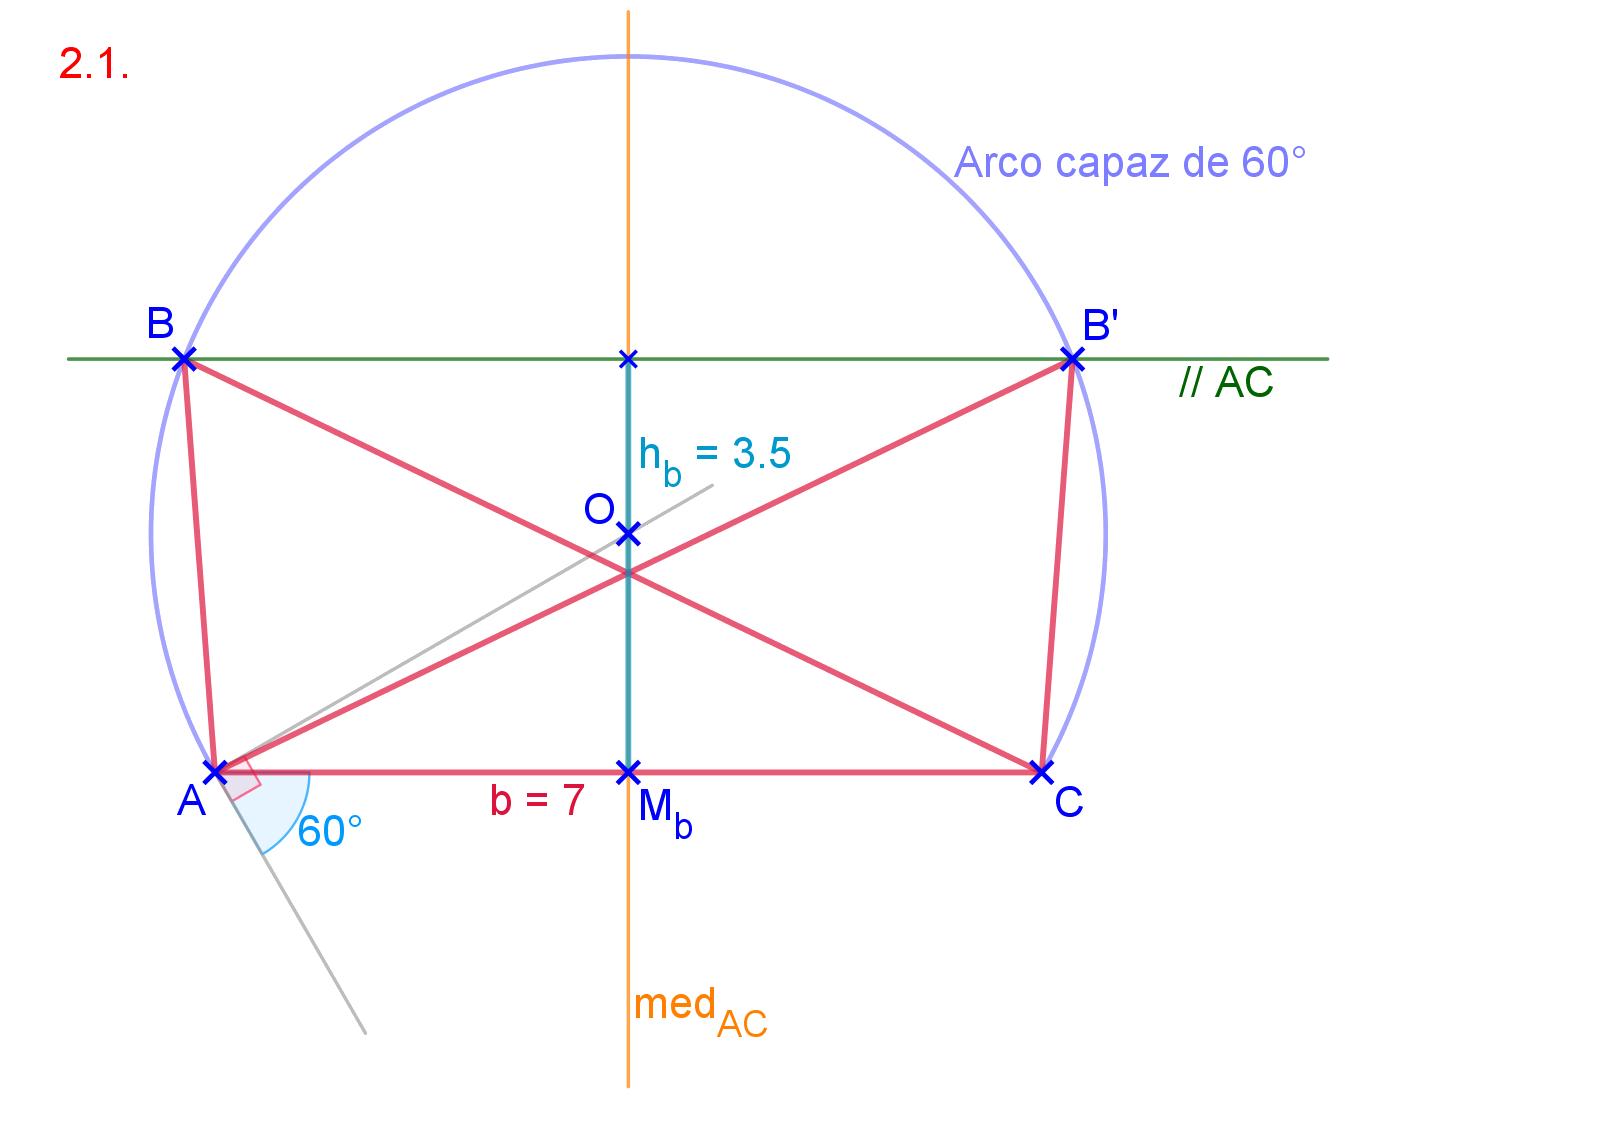 2.1.
Arco capaz de 60°
B
B'
// AC
h_b = 3.5
O
A
60°
b = 7
M_b
C
med_AC